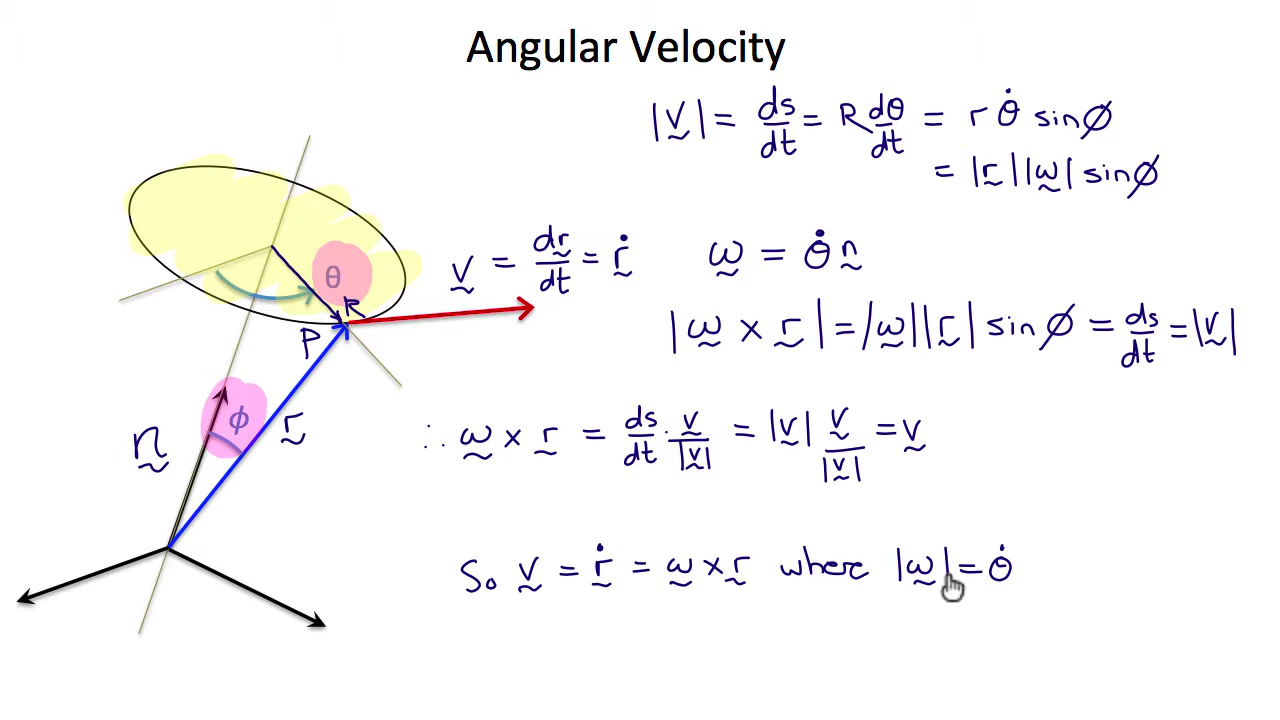 Angular Velocity
|v| = ds/dt = R dθ/dt = r θ̇ sinϕ
= |r||ω| sinϕ
v = dr/dt = ṙ
ω = θ̇ n
θ
R
P
|ω × r| = |ω||r| sinϕ = ds/dt = |v|
n
ϕ
r
∴ ω × r = ds/dt · v/|v| = |v| v/|v| = v
So v = ṙ = ω × r where |ω| = θ̇